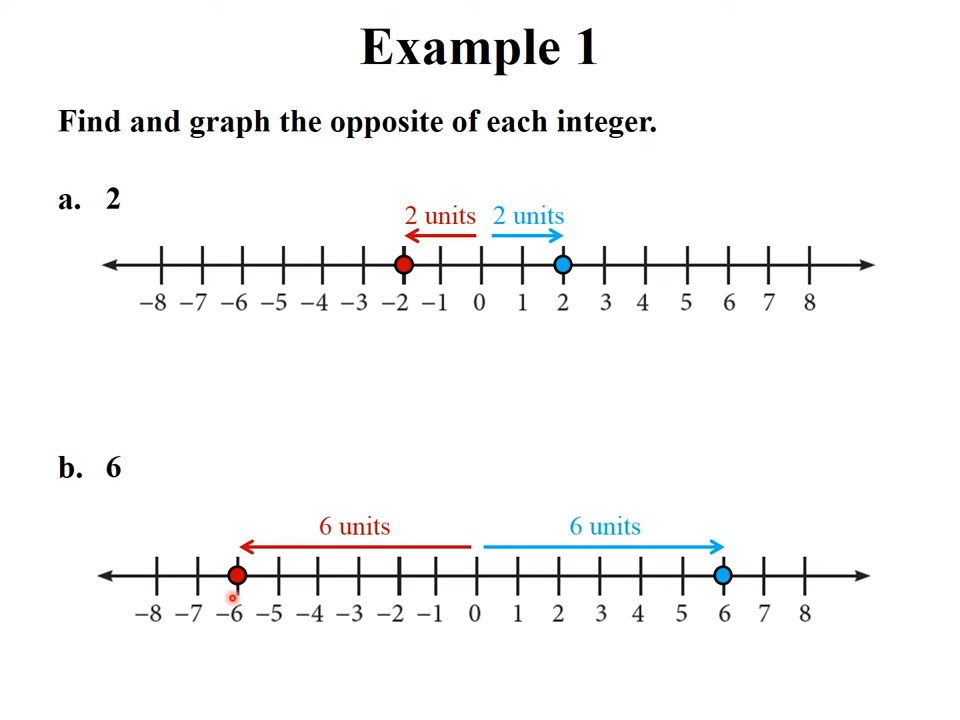 Example 1
Find and graph the opposite of each integer.
a. 2
2 units 2 units
–8 –7 –6 –5 –4 –3 –2 –1 0 1 2 3 4 5 6 7 8
b. 6
6 units 6 units
–8 –7 –6 –5 –4 –3 –2 –1 0 1 2 3 4 5 6 7 8